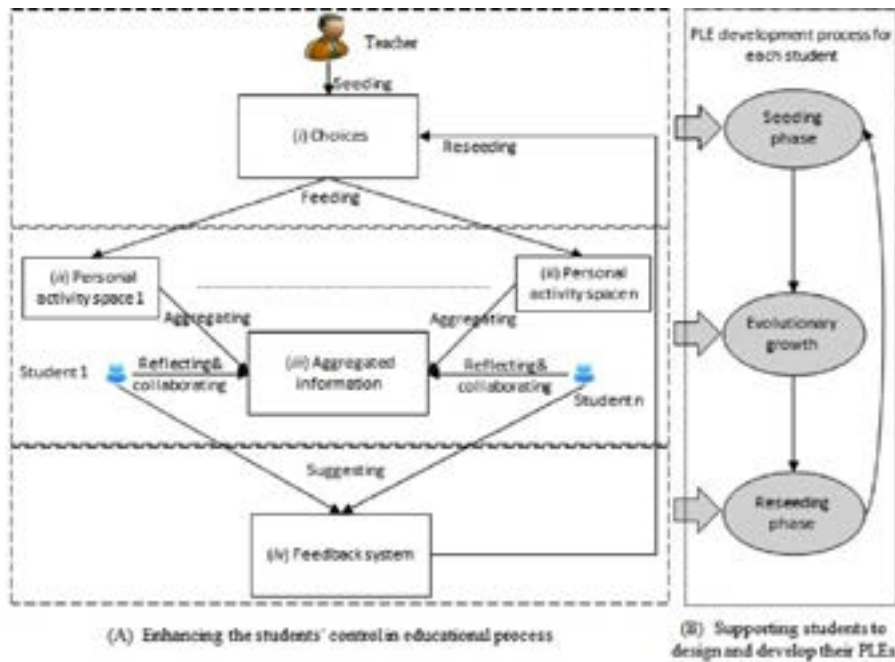 Teacher
Seeding
(i) Choices
Reseeding
Feeding
(ii) Personal
activity space 1
(ii) Personal
activity space n
Aggregating
Aggregating
(iii) Aggregated
information
Student 1
Reflecting&
collaborating
Reflecting&
collaborating
Student n
Suggesting
(iv) Feedback system
(A) Enhancing the students' control in educational process
PLE development process for
each student
Seeding
phase
Evolutionary
growth
Reseeding
phase
(B) Supporting students to
design and develop their PLEs